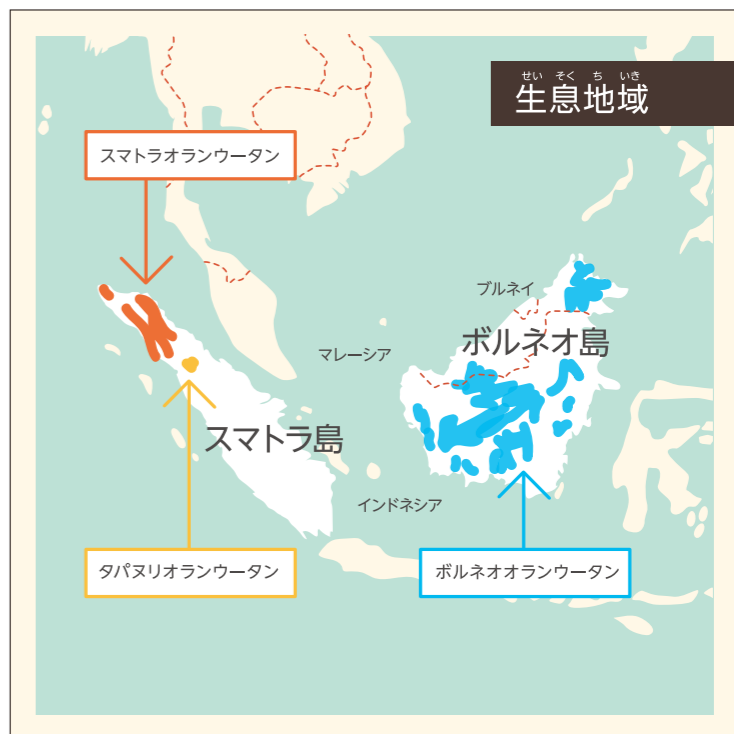 せい そく ち いき
生息地域
スマトラオランウータン
ブルネイ
ボルネオ島
マレーシア
スマトラ島
インドネシア
タパヌリオランウータン
ボルネオオランウータン